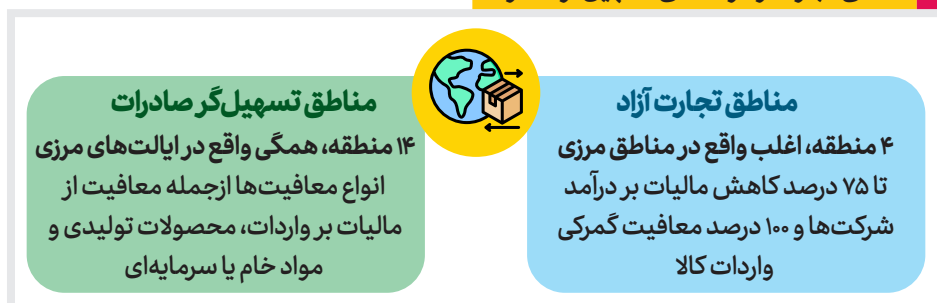 مناطق تجارت آزاد
۴ منطقه، اغلب واقع در مناطق مرزی
تا ۷۵ درصد کاهش مالیات بر درآمد
شرکت‌ها و ۱۰۰ درصد معافیت گمرکی
واردات کالا
مناطق تسهیل‌گر صادرات
۱۴ منطقه، همگی واقع در ایالت‌های مرزی
انواع معافیت‌ها ازجمله معافیت از
مالیات بر واردات، محصولات تولیدی و
مواد خام یا سرمایه‌ای